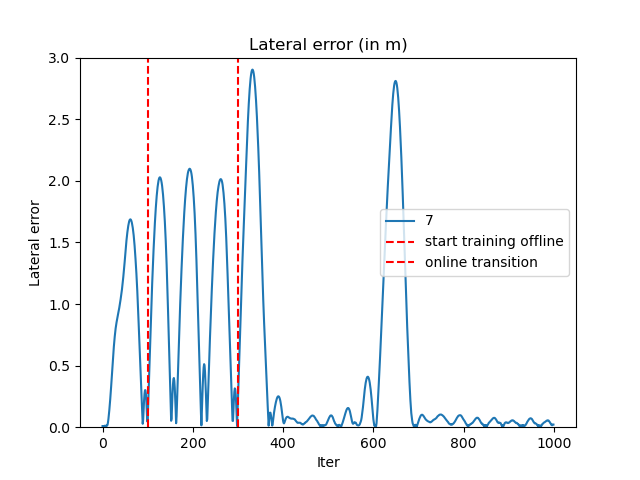 Lateral error (in m)
3.0
2.5
2.0
1.5
1.0
0.5
0.0
Lateral error
7
start training offline
online transition
0
200
400
600
800
1000
Iter